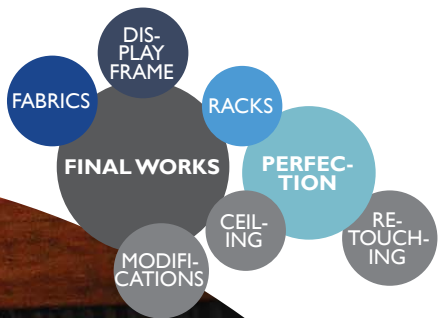 DIS-
PLAY
FRAME
FABRICS
RACKS
FINAL WORKS
PERFEC-
TION
CEIL-
ING
RE-
TOUCH-
ING
MODIFI-
CATIONS